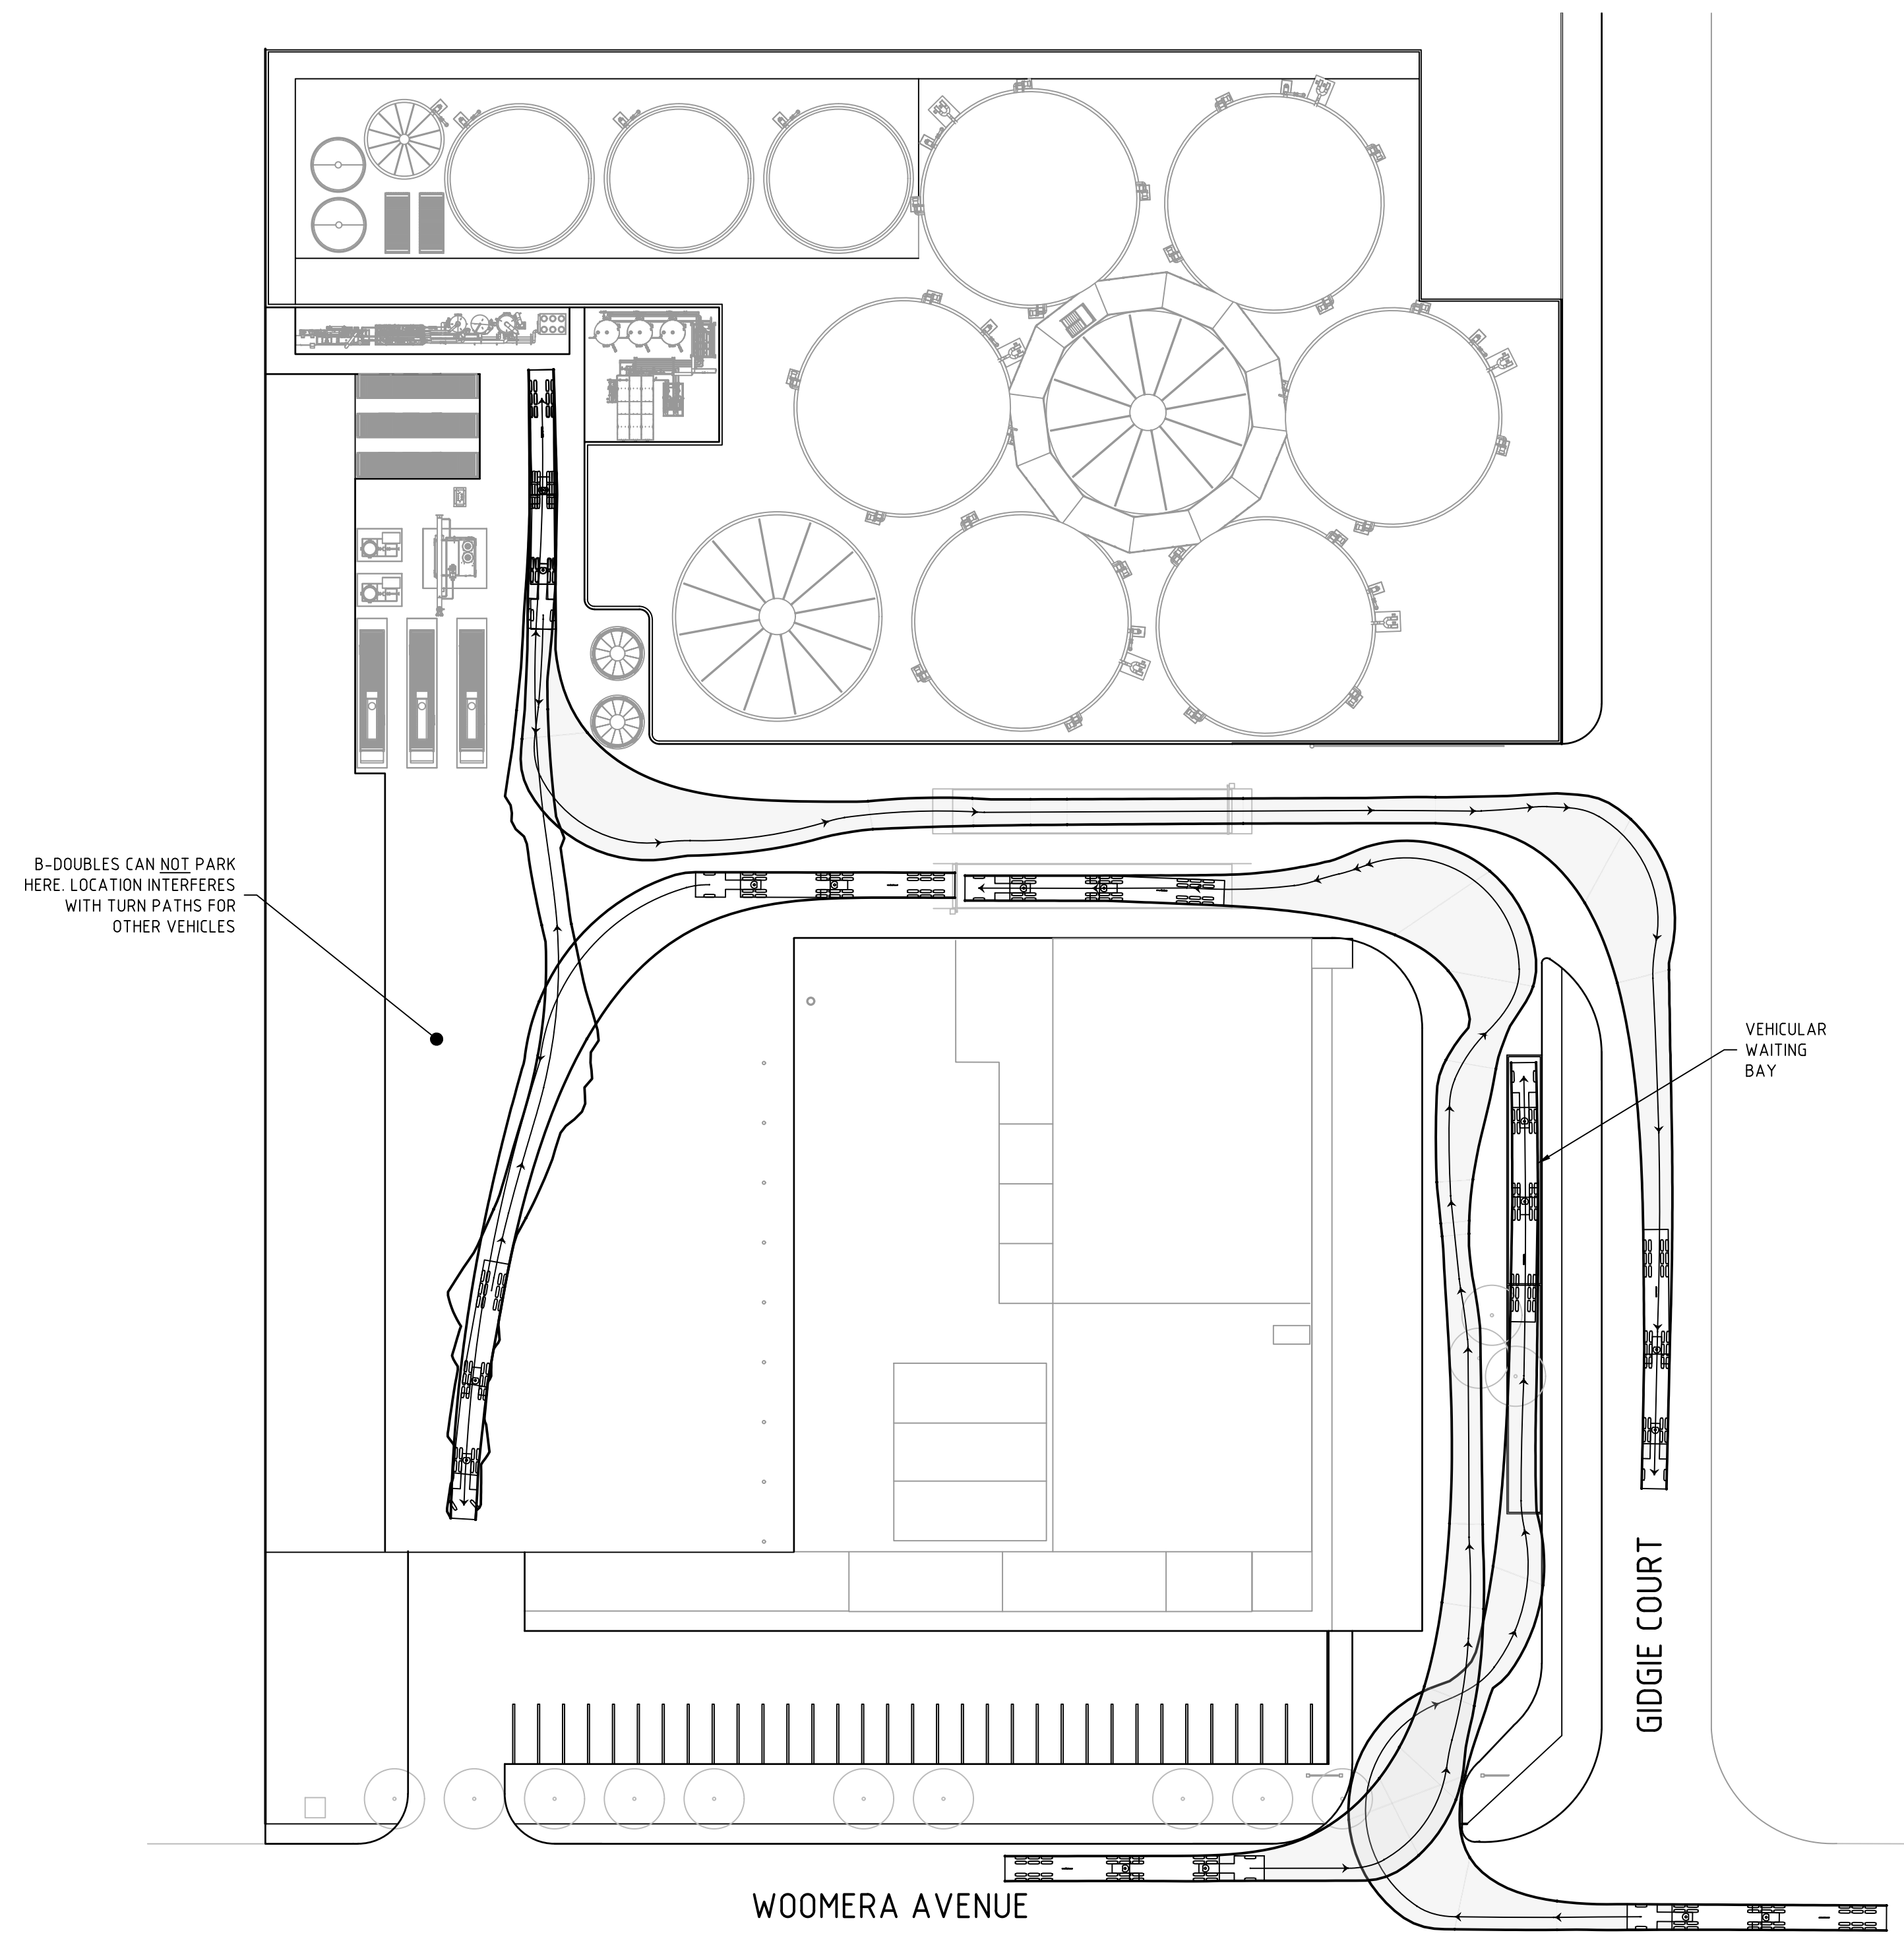 B-DOUBLES CAN NOT PARK
HERE. LOCATION INTERFERES
WITH TURN PATHS FOR
OTHER VEHICLES
VEHICULAR
WAITING
BAY
GIDGIE COURT
WOOMERA AVENUE